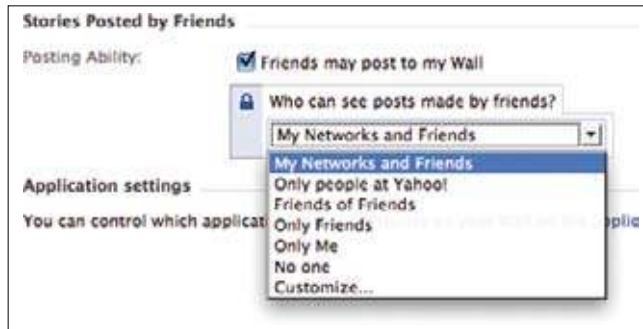 Stories Posted by Friends
Posting Ability:
Friends may post to my Wall
Who can see posts made by friends?
My Networks and Friends
My Networks and Friends
Only people at Yahoo!
Friends of Friends
Only Friends
Only Me
No one
Customize...
Application settings
You can control which applicat